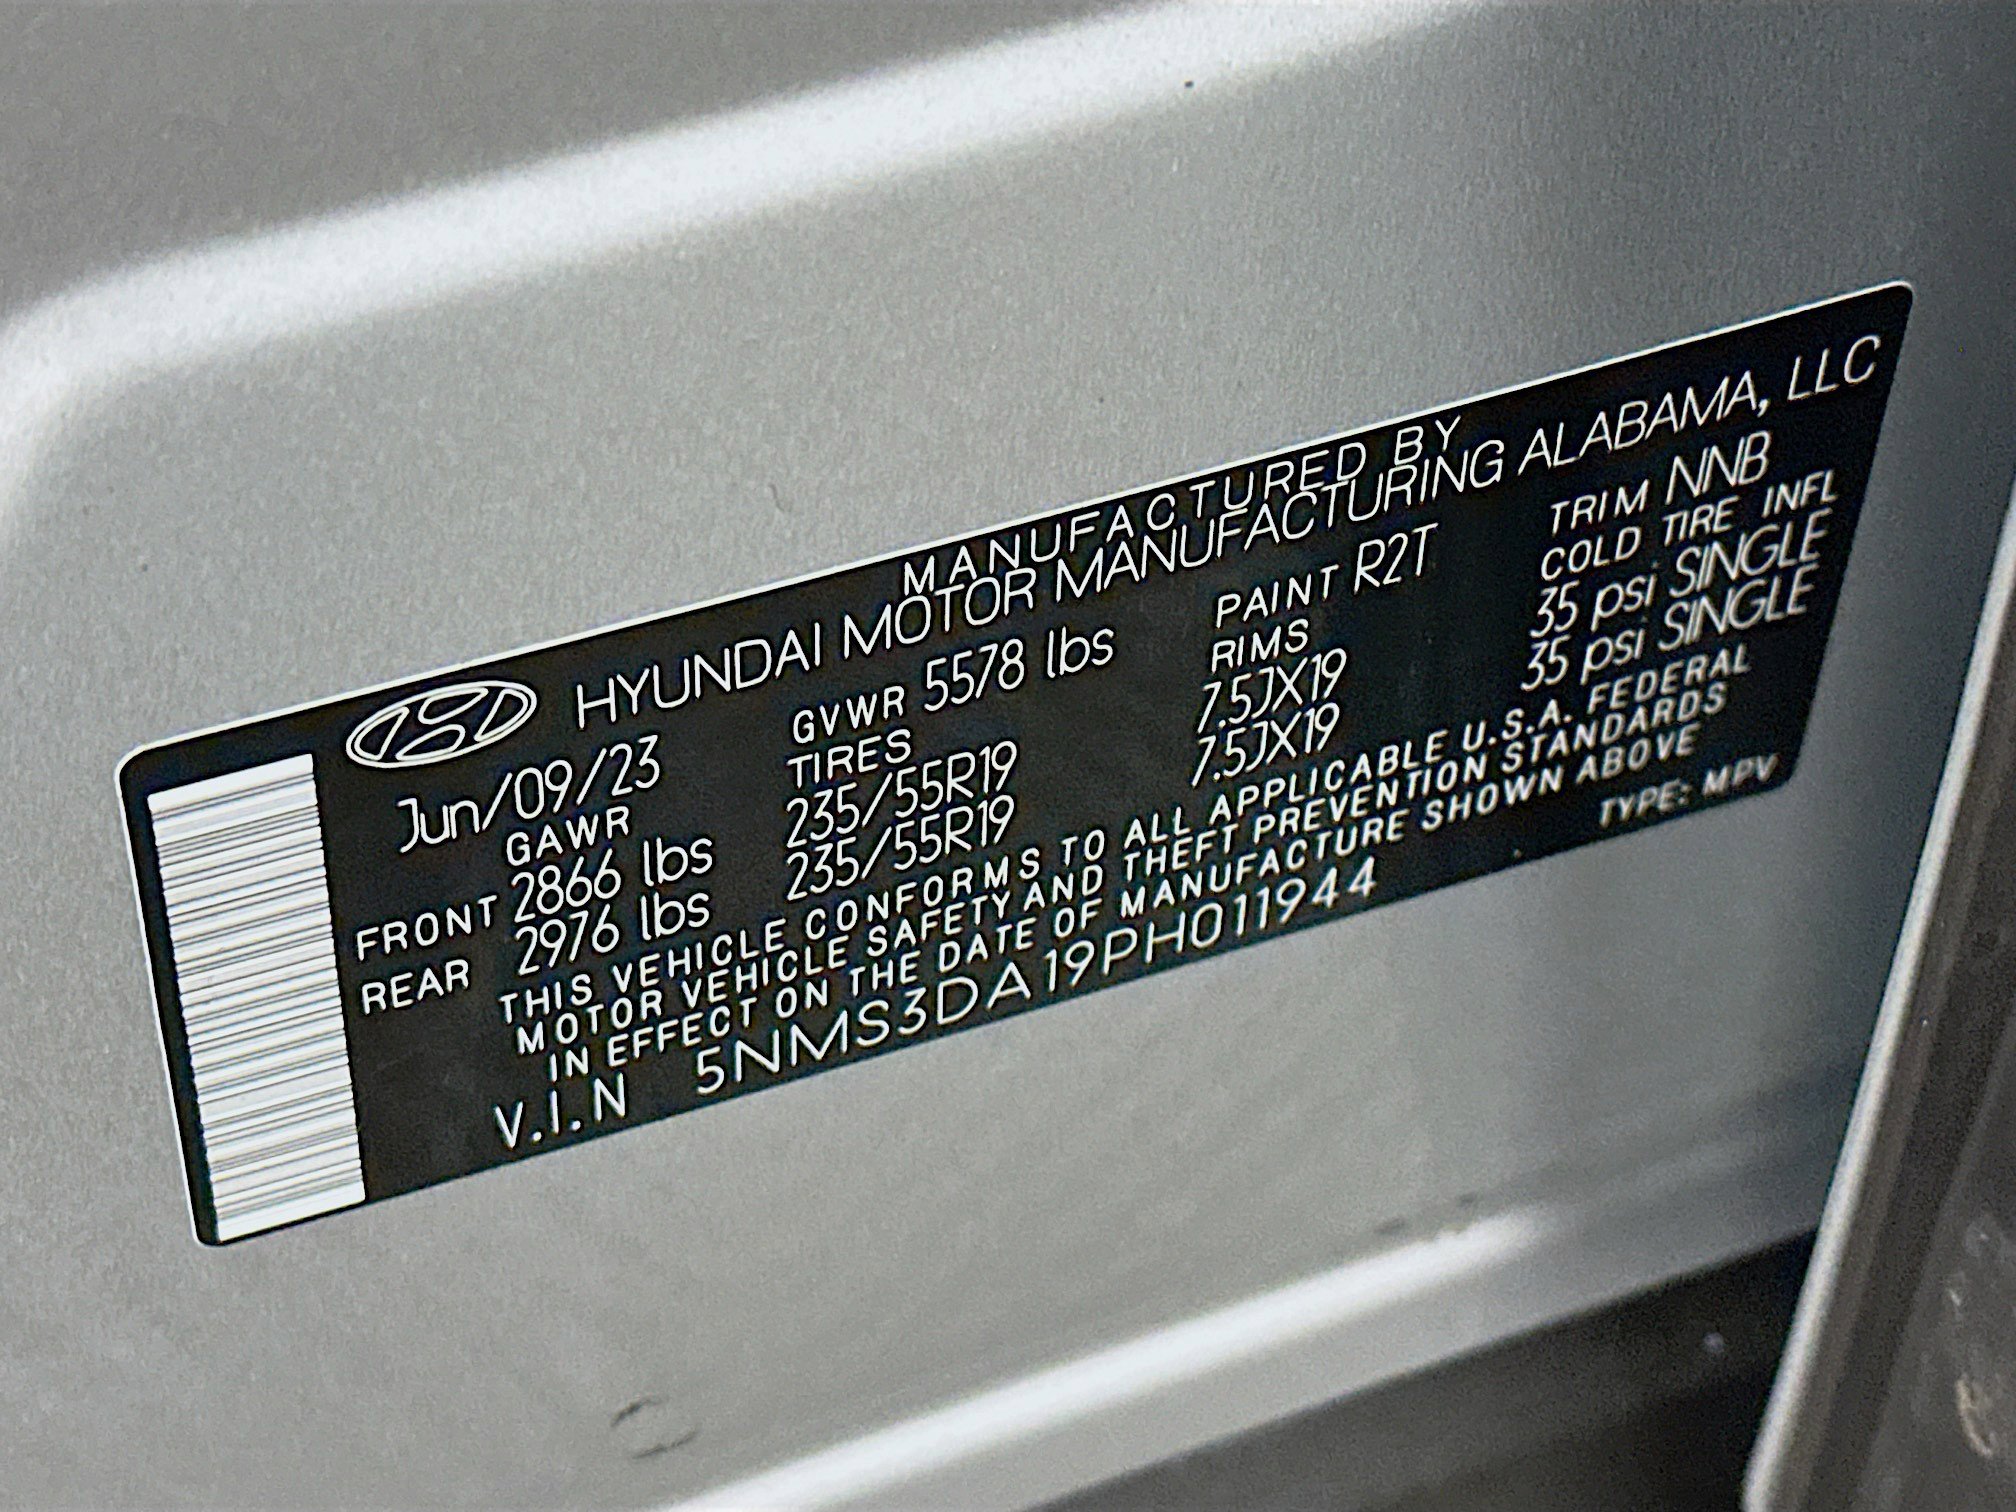 MANUFACTURED BY
HYUNDAI MOTOR MANUFACTURING ALABAMA, LLC
Jun/09/23 GVWR 5578 lbs PAINT R2T TRIM NNB
GAWR TIRES RIMS COLD TIRE INFL
FRONT 2866 lbs 235/55R19 7.5JX19 35 psi SINGLE
REAR 2976 lbs 235/55R19 7.5JX19 35 psi SINGLE
THIS VEHICLE CONFORMS TO ALL APPLICABLE U.S.A. FEDERAL
MOTOR VEHICLE SAFETY AND THEFT PREVENTION STANDARDS
IN EFFECT ON THE DATE OF MANUFACTURE SHOWN ABOVE
V.I.N 5NMS3DA19PH011944 TYPE: MPV